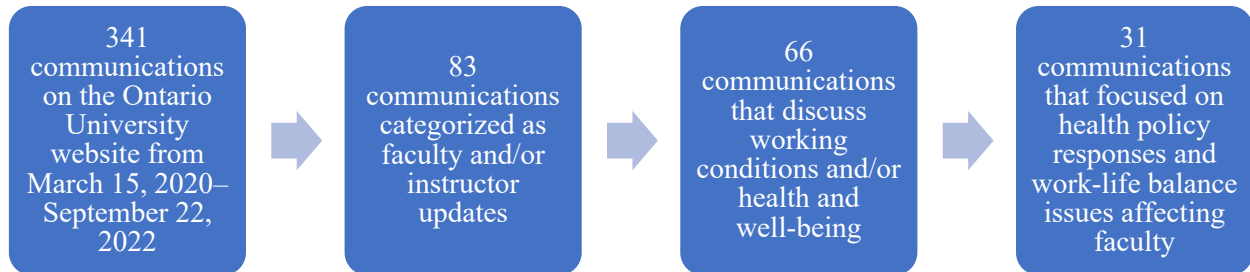 341
communications
on the Ontario
University
website from
March 15, 2020–
September 22,
2022
83
communications
categorized as
faculty and/or
instructor
updates
66
communications
that discuss
working
conditions and/or
health and
well-being
31
communications
that focused on
health policy
responses and
work-life balance
issues affecting
faculty